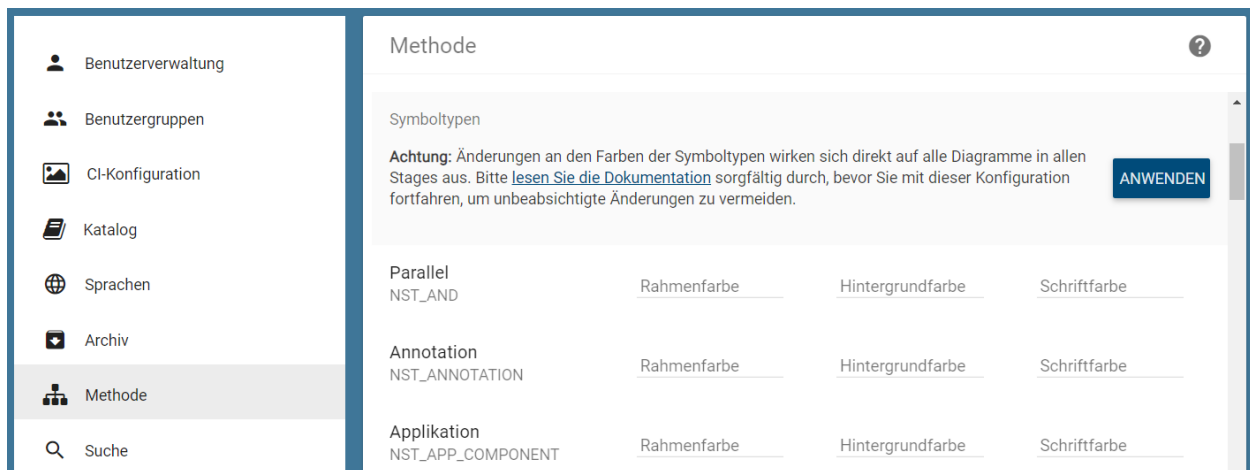 Benutzerverwaltung
Benutzergruppen
CI-Konfiguration
Katalog
Sprachen
Archiv
Methode
Suche
Methode
Symboltypen
Achtung: Änderungen an den Farben der Symboltypen wirken sich direkt auf alle Diagramme in allen
Stages aus. Bitte lesen Sie die Dokumentation sorgfältig durch, bevor Sie mit dieser Konfiguration
fortfahren, um unbeabsichtigte Änderungen zu vermeiden.
ANWENDEN
Parallel
NST_AND
Rahmenfarbe
Hintergrundfarbe
Schriftfarbe
Annotation
NST_ANNOTATION
Rahmenfarbe
Hintergrundfarbe
Schriftfarbe
Applikation
NST_APP_COMPONENT
Rahmenfarbe
Hintergrundfarbe
Schriftfarbe